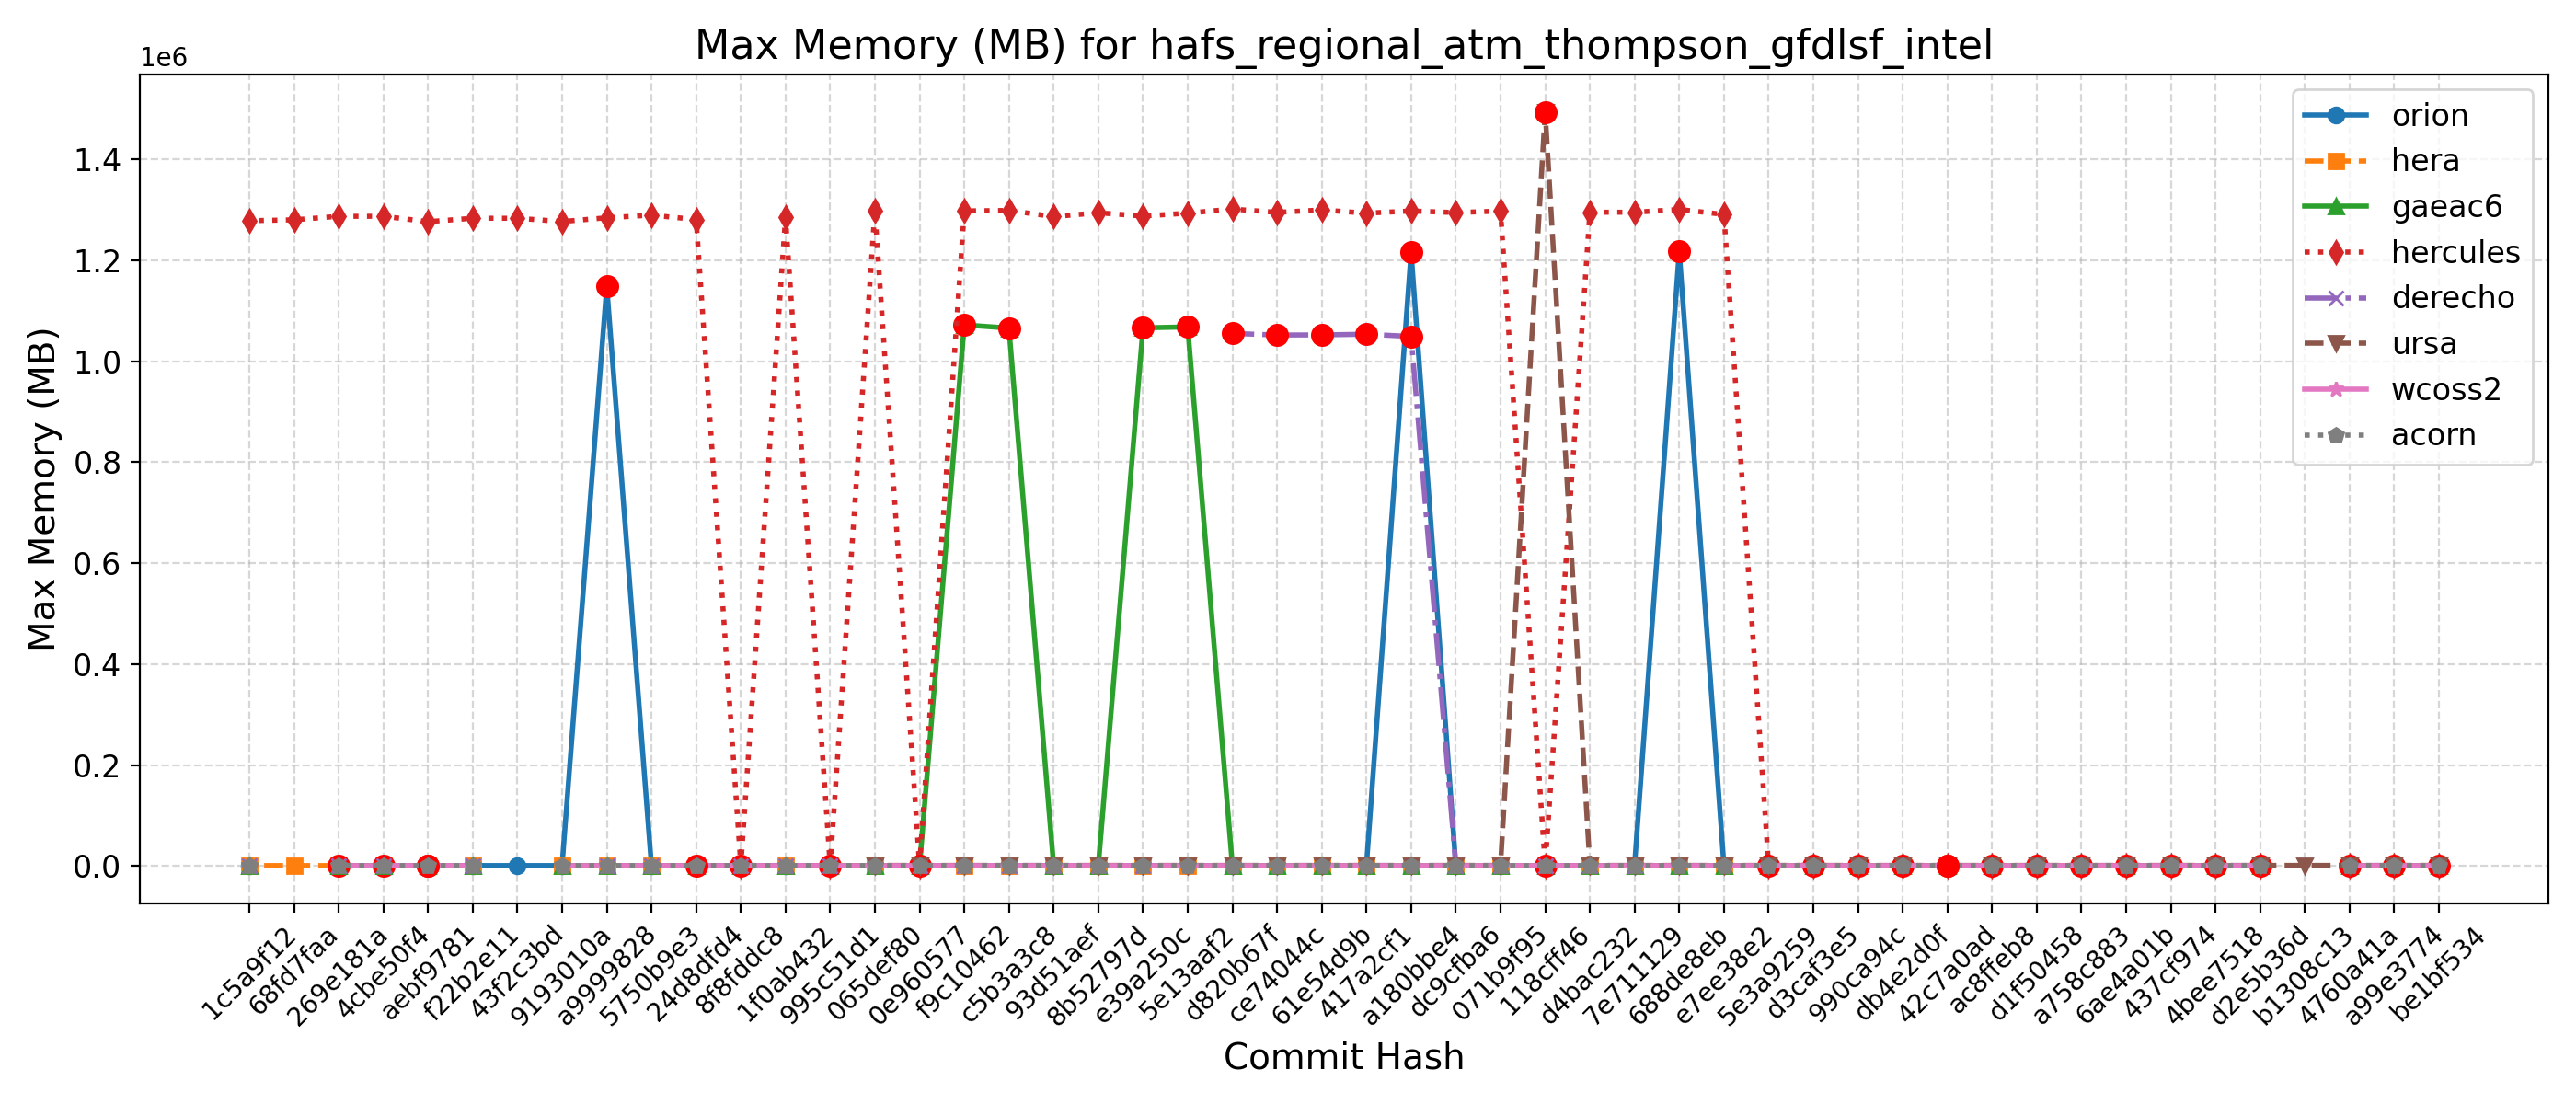 Max Memory (MB) for hafs_regional_atm_thompson_gfdlsf_intel
1e6
1.4
1.2
1.0
0.8
0.6
0.4
0.2
0.0
Max Memory (MB)
orion
hera
gaeac6
hercules
derecho
ursa
wcoss2
acorn
1c5a9f12
68fd7faa
269e181a
4cbe50f4
aebf9781
f22b2e11
43f2c3bd
9193010a
a9999828
5750b9e3
24d8dfd4
8f8fddc8
1f0ab432
995c51d1
065def80
0e960577
f9c10462
c5b3a3c8
93d51aef
8b52797d
e39a250c
5e13aaf2
d820b67f
ce74044c
61e54d9b
417a2cf1
a180bbe4
dc9cfba6
071b9f95
118cff46
d4bac232
7e711129
688de8eb
e7ee38e2
5e3a9259
d3caf3e5
990ca94c
db4e2d0f
42c7a0ad
ac8ffeb8
d1f50458
a758c883
6ae4a01b
437cf974
4bee7518
d2e5b36d
b1308c13
4760a41a
a99e3774
be1bf534
Commit Hash